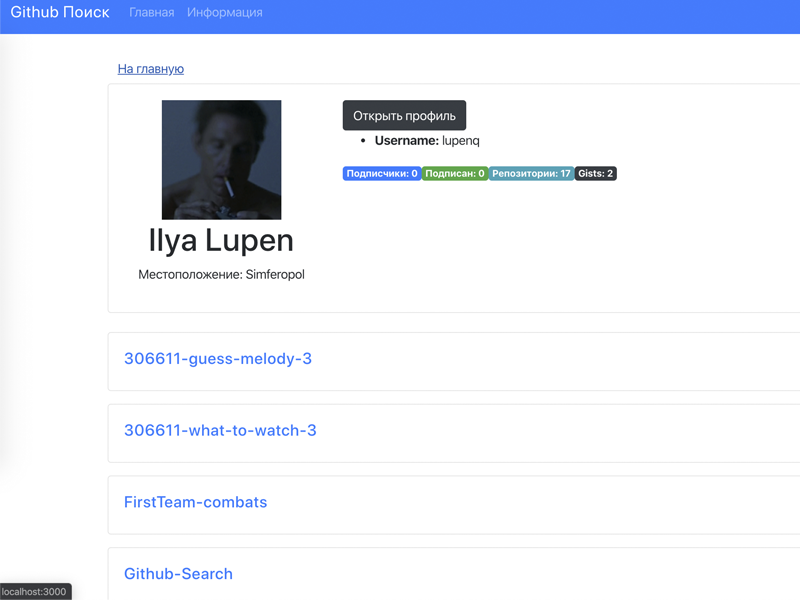 Github Поиск Главная Информация
На главную
Открыть профиль
Username: lupenq
Подписчики: 0 Подписан: 0 Репозитории: 17 Gists: 2
Ilya Lupen
Местоположение: Simferopol
306611-guess-melody-3
306611-what-to-watch-3
FirstTeam-combats
Github-Search
localhost:3000